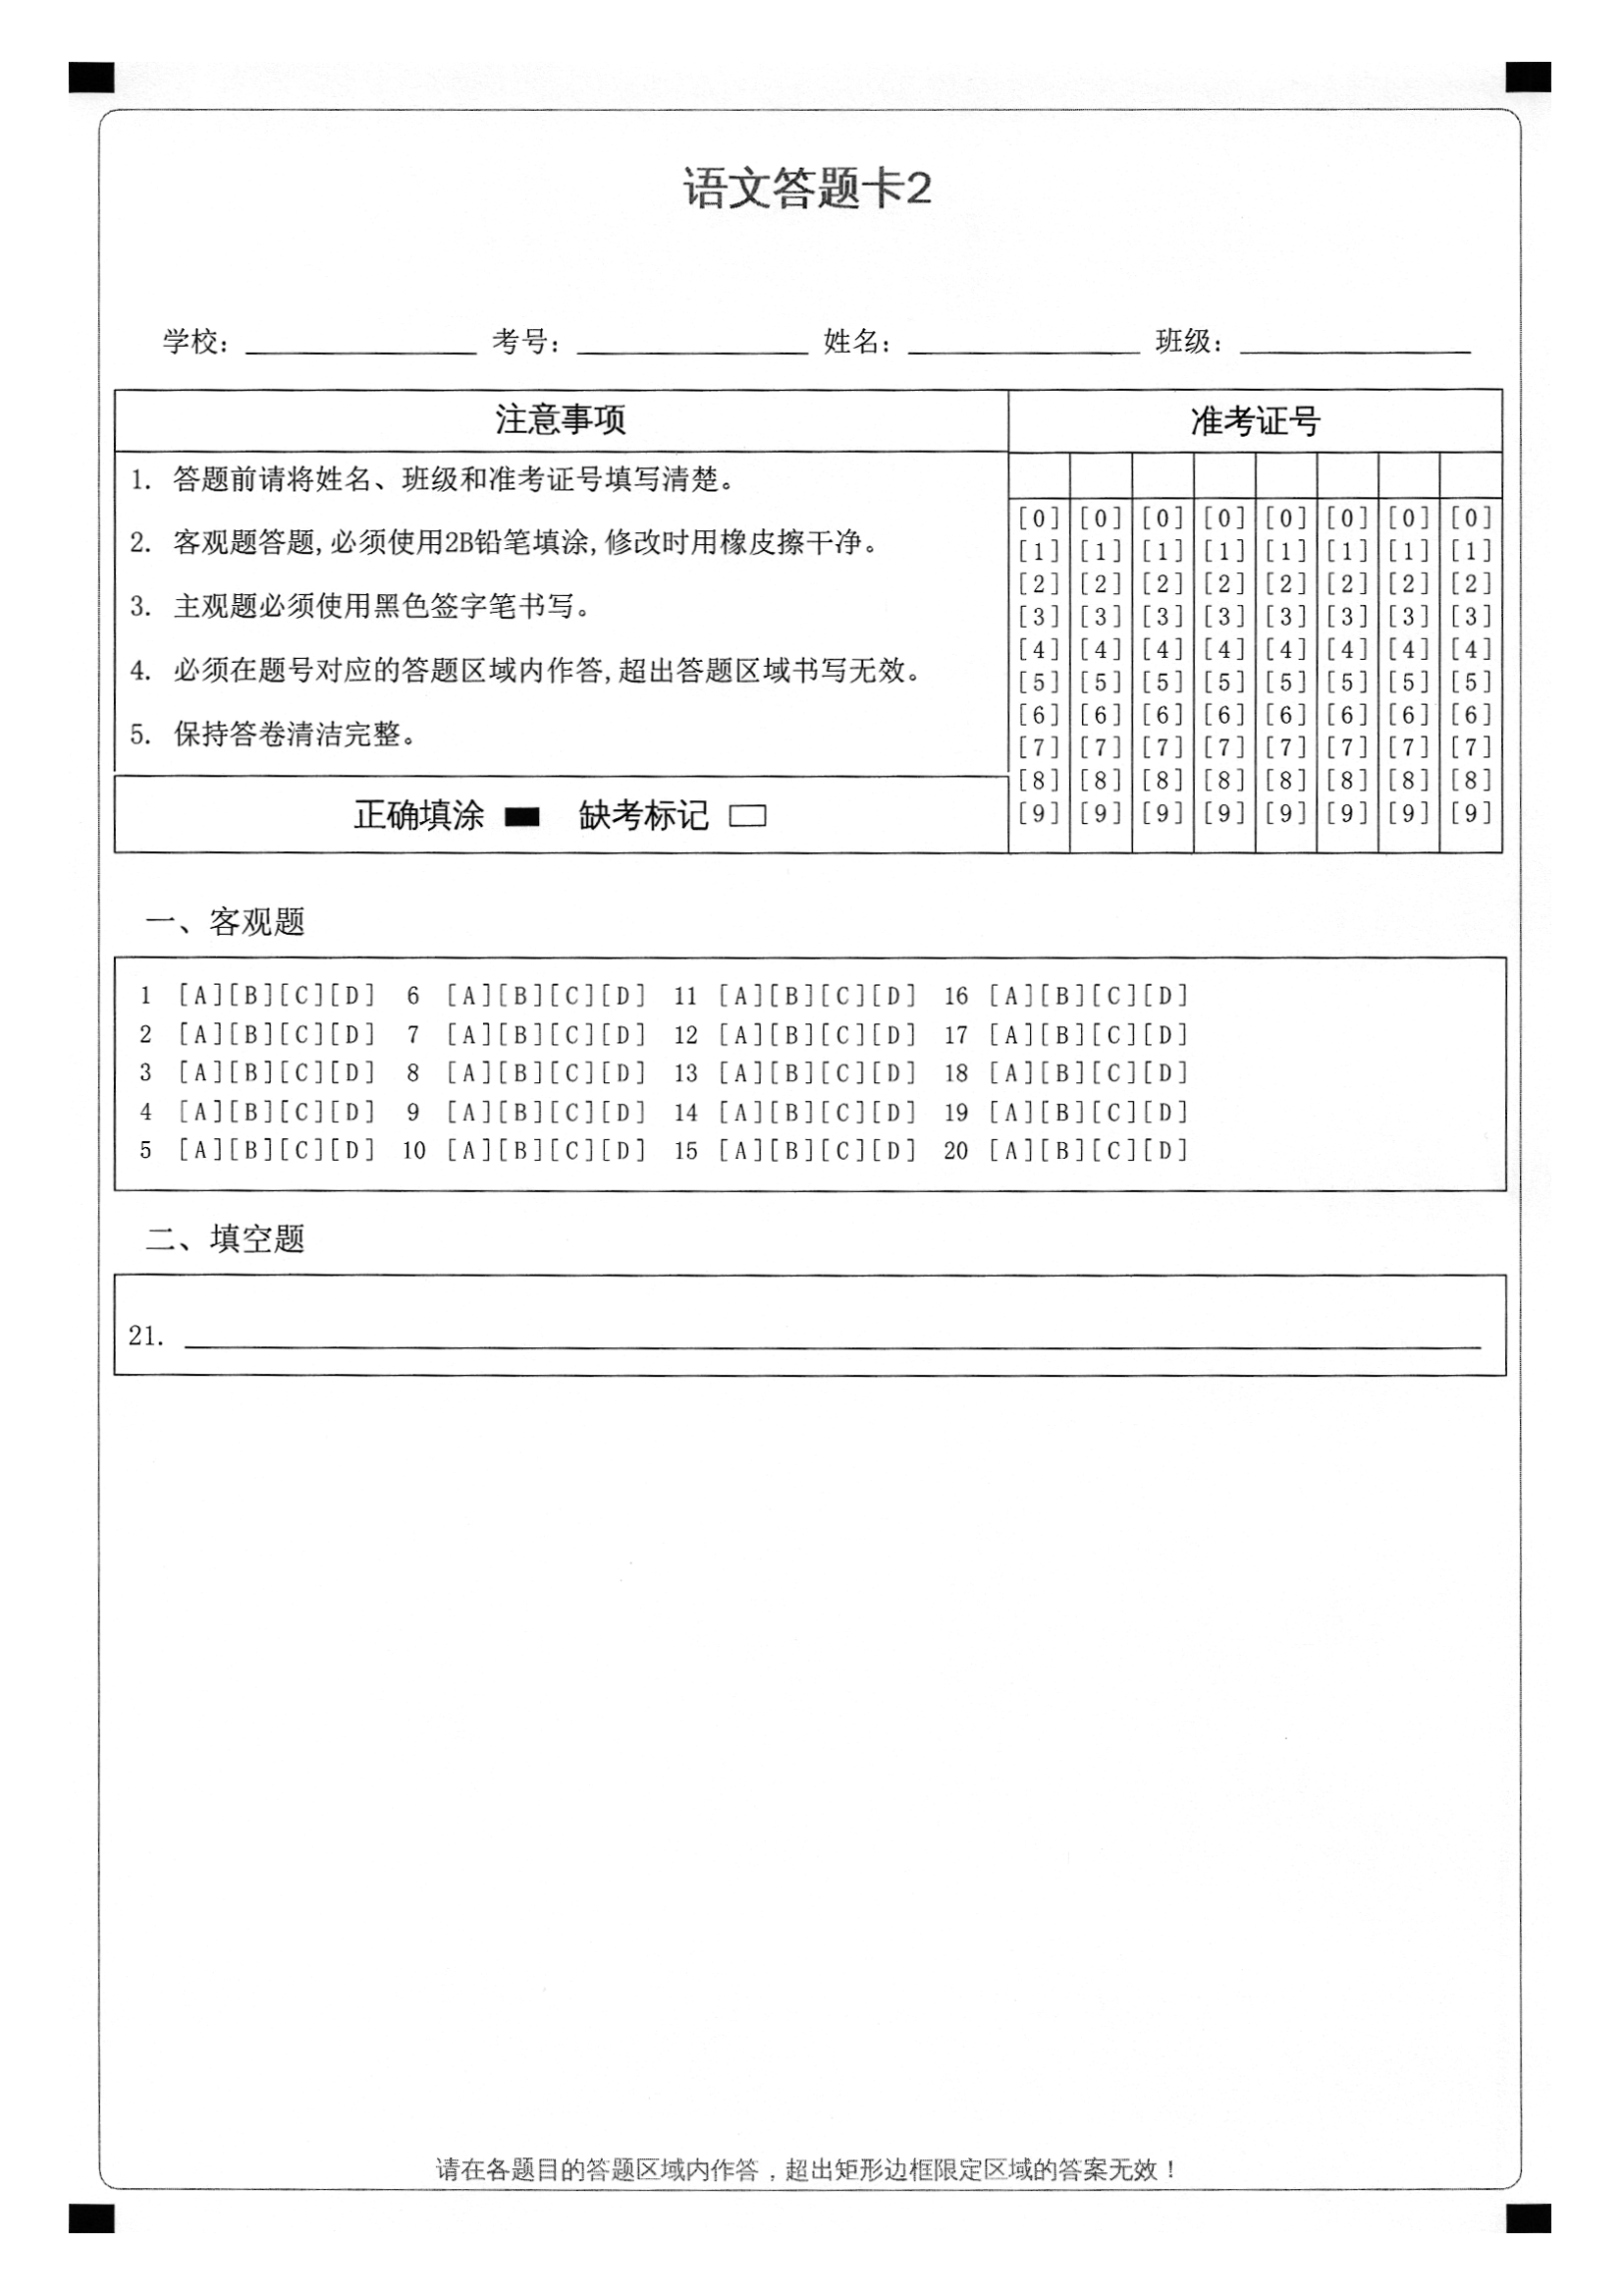 语文答题卡2
学校: 考号: 姓名: 班级:
注意事项
1. 答题前请将姓名、班级和准考证号填写清楚。
2. 客观题答题,必须使用2B铅笔填涂,修改时用橡皮擦干净。
3. 主观题必须使用黑色签字笔书写。
4. 必须在题号对应的答题区域内作答,超出答题区域书写无效。
5. 保持答卷清洁完整。
正确填涂 缺考标记
准考证号
[0] [0] [0] [0] [0] [0] [0] [0]
[1] [1] [1] [1] [1] [1] [1] [1]
[2] [2] [2] [2] [2] [2] [2] [2]
[3] [3] [3] [3] [3] [3] [3] [3]
[4] [4] [4] [4] [4] [4] [4] [4]
[5] [5] [5] [5] [5] [5] [5] [5]
[6] [6] [6] [6] [6] [6] [6] [6]
[7] [7] [7] [7] [7] [7] [7] [7]
[8] [8] [8] [8] [8] [8] [8] [8]
[9] [9] [9] [9] [9] [9] [9] [9]
一、客观题
1 [A][B][C][D] 6 [A][B][C][D] 11 [A][B][C][D] 16 [A][B][C][D]
2 [A][B][C][D] 7 [A][B][C][D] 12 [A][B][C][D] 17 [A][B][C][D]
3 [A][B][C][D] 8 [A][B][C][D] 13 [A][B][C][D] 18 [A][B][C][D]
4 [A][B][C][D] 9 [A][B][C][D] 14 [A][B][C][D] 19 [A][B][C][D]
5 [A][B][C][D] 10 [A][B][C][D] 15 [A][B][C][D] 20 [A][B][C][D]
二、填空题
21.
请在各题目的答题区域内作答，超出矩形边框限定区域的答案无效！